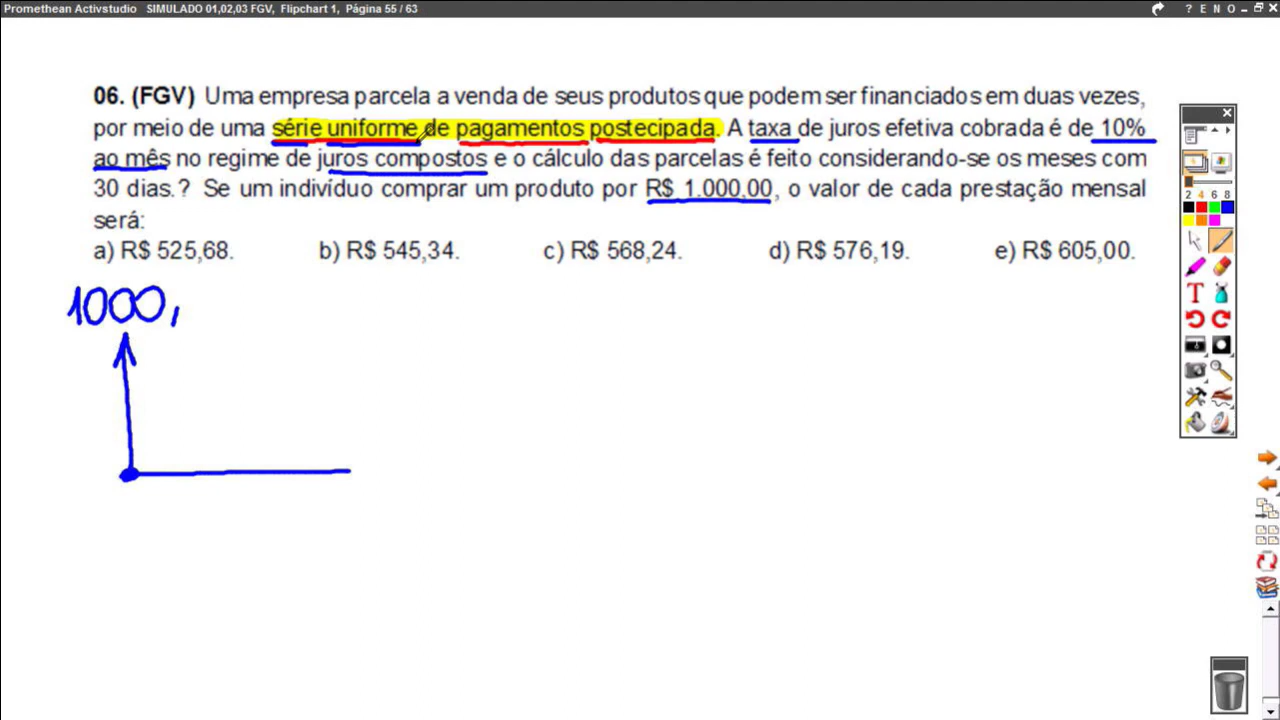 Promethean Activstudio SIMULADO 01,02,03 FGV, Flipchart 1, Página 55 / 63
? E N O
06. (FGV) Uma empresa parcela a venda de seus produtos que podem ser financiados em duas vezes,
por meio de uma série uniforme de pagamentos postecipada. A taxa de juros efetiva cobrada é de 10%
ao mês no regime de juros compostos e o cálculo das parcelas é feito considerando-se os meses com
30 dias.? Se um indivíduo comprar um produto por R$ 1.000,00, o valor de cada prestação mensal
será:
a) R$ 525,68. b) R$ 545,34. c) R$ 568,24. d) R$ 576,19. e) R$ 605,00.
2 4 6 8
T
1000,